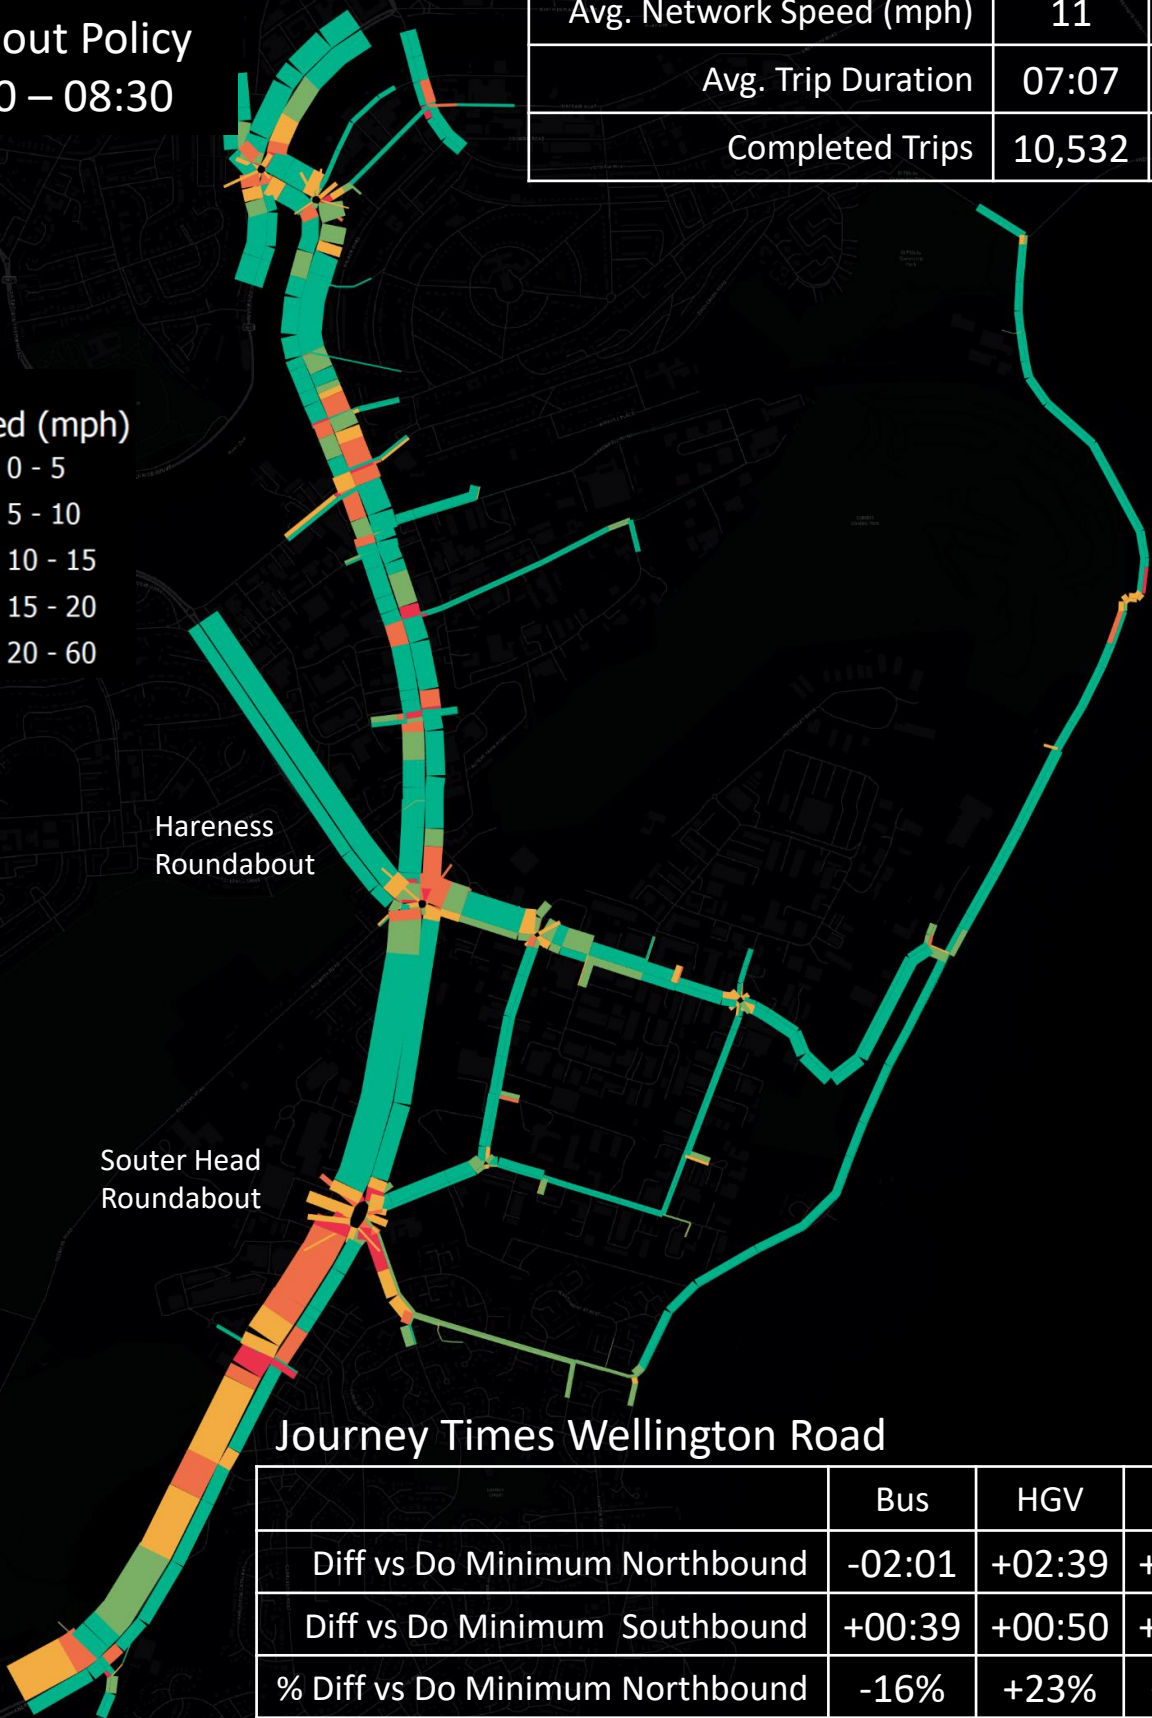 out Policy
0 – 08:30
Avg. Network Speed (mph) 11
Avg. Trip Duration 07:07
Completed Trips 10,532
ed (mph)
0 - 5
5 - 10
10 - 15
15 - 20
20 - 60
Hareness
Roundabout
Souter Head
Roundabout
Journey Times Wellington Road
Bus HGV
Diff vs Do Minimum Northbound -02:01 +02:39 +
Diff vs Do Minimum Southbound +00:39 +00:50 +
% Diff vs Do Minimum Northbound -16% +23%